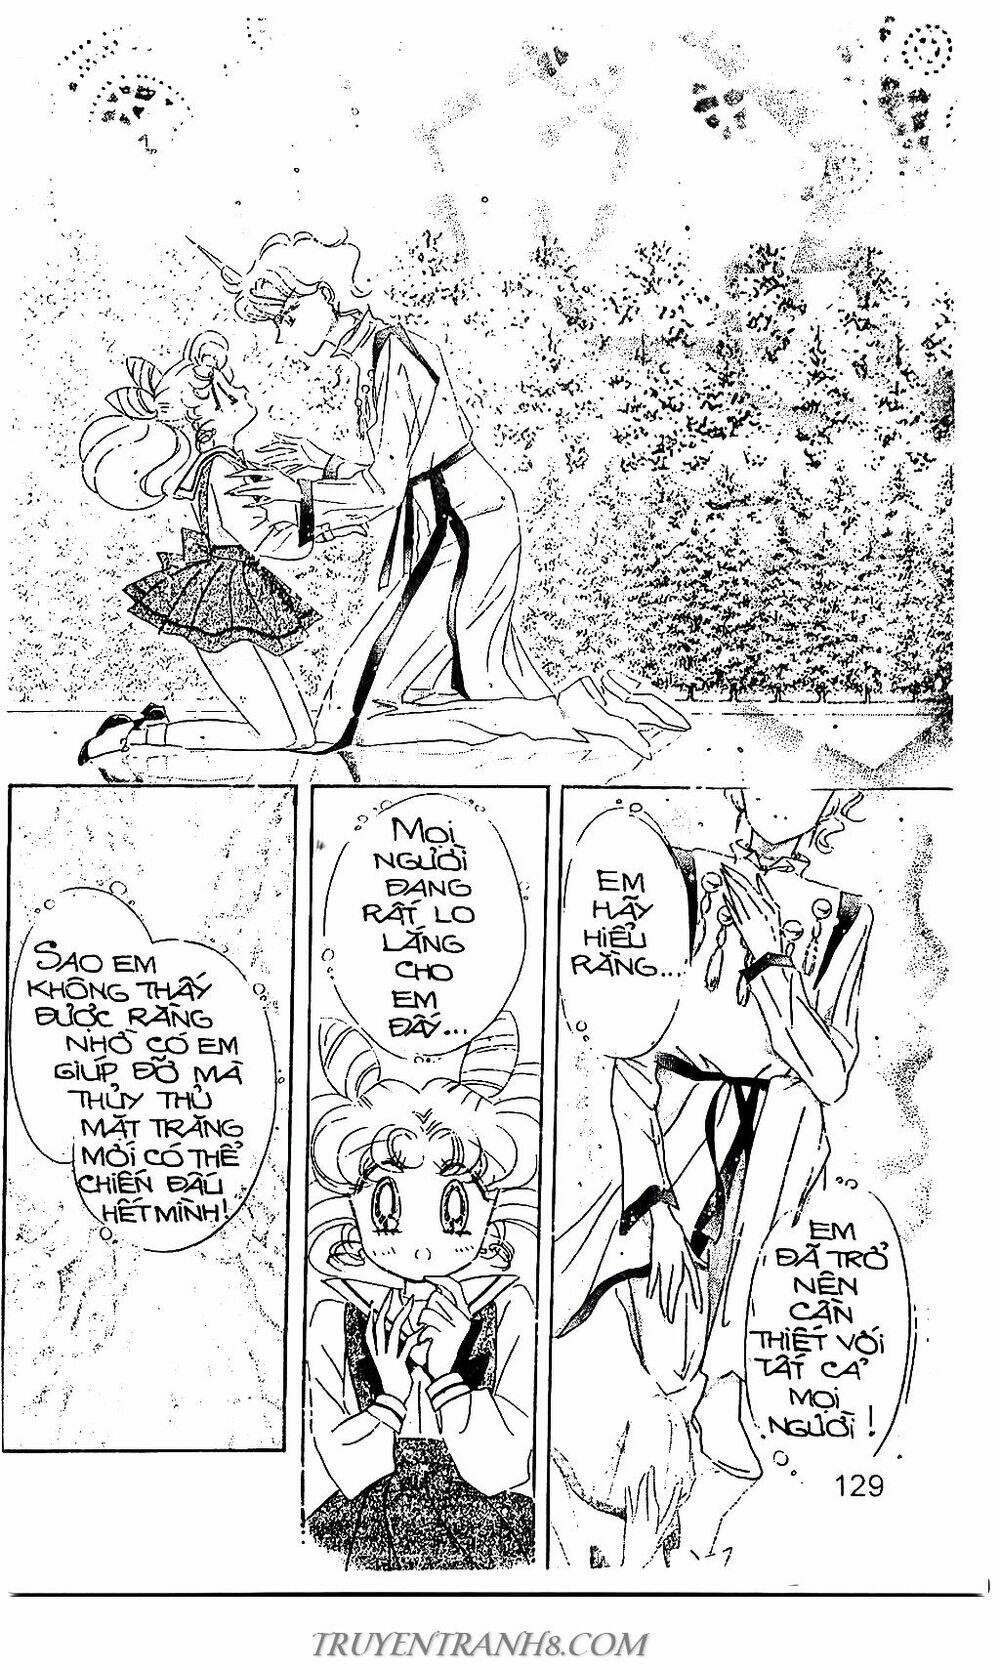 SAO EM
KHÔNG THẤY
ĐƯỢC RẰNG
NHỜ CÓ EM
GIÚP ĐỠ MÀ
THỦY THỦ
MẶT TRĂNG
MỚI CÓ THỂ
CHIẾN ĐẤU
HẾT MÌNH!
MỌI
NGƯỜI
ĐANG
RẤT LO
LẮNG
CHO
EM
ĐẤY...
EM
HÃY
HIỂU
RẰNG...
EM
ĐÃ TRỞ
NÊN
CẦN
THIẾT VỚI
TẤT CẢ
MỌI
NGƯỜI!
129
TRUYENTRANH8.COM